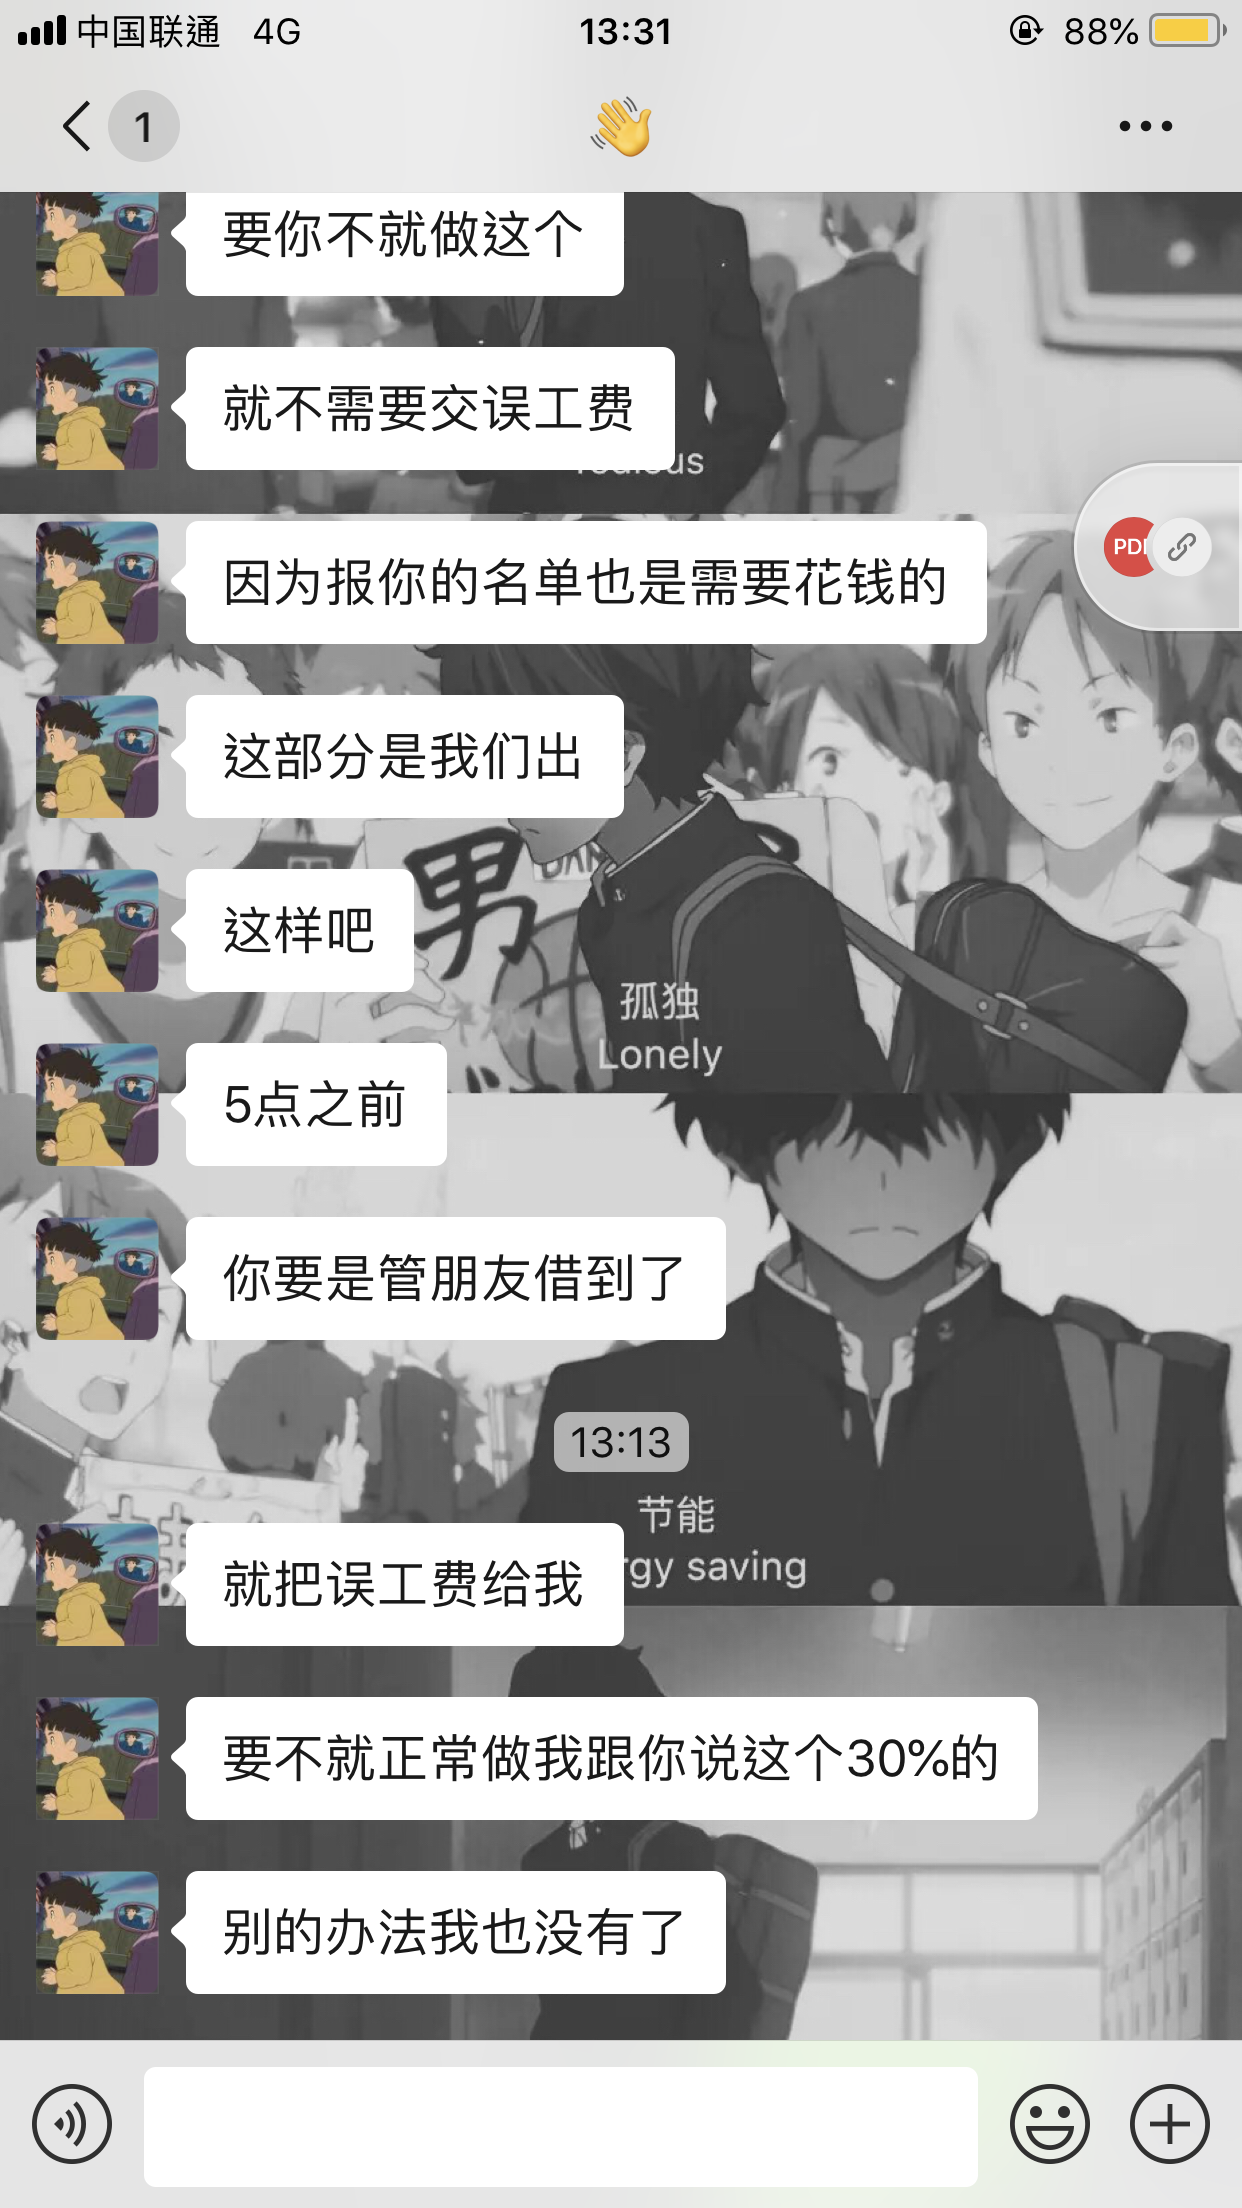 中国联通 4G 13:31 88%
1 👋
要你不就做这个
就不需要交误工费
PD
因为报你的名单也是需要花钱的
这部分是我们出
这样吧
男
孤独
Lonely
5点之前
你要是管朋友借到了
13:13
节能
rgy saving
就把误工费给我
要不就正常做我跟你说这个30%的
别的办法我也没有了